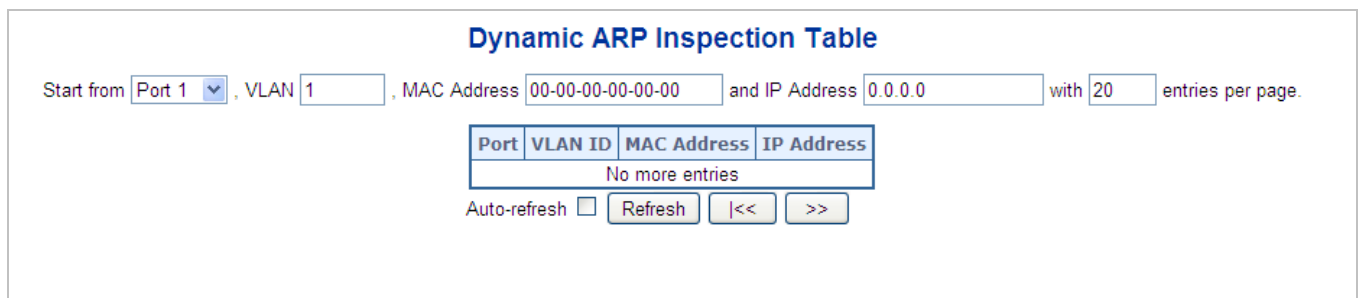 Dynamic ARP Inspection Table
Start from Port 1 , VLAN 1 , MAC Address 00-00-00-00-00-00 and IP Address 0.0.0.0 with 20 entries per page.
Port VLAN ID MAC Address IP Address
No more entries
Auto-refresh Refresh |<< >>